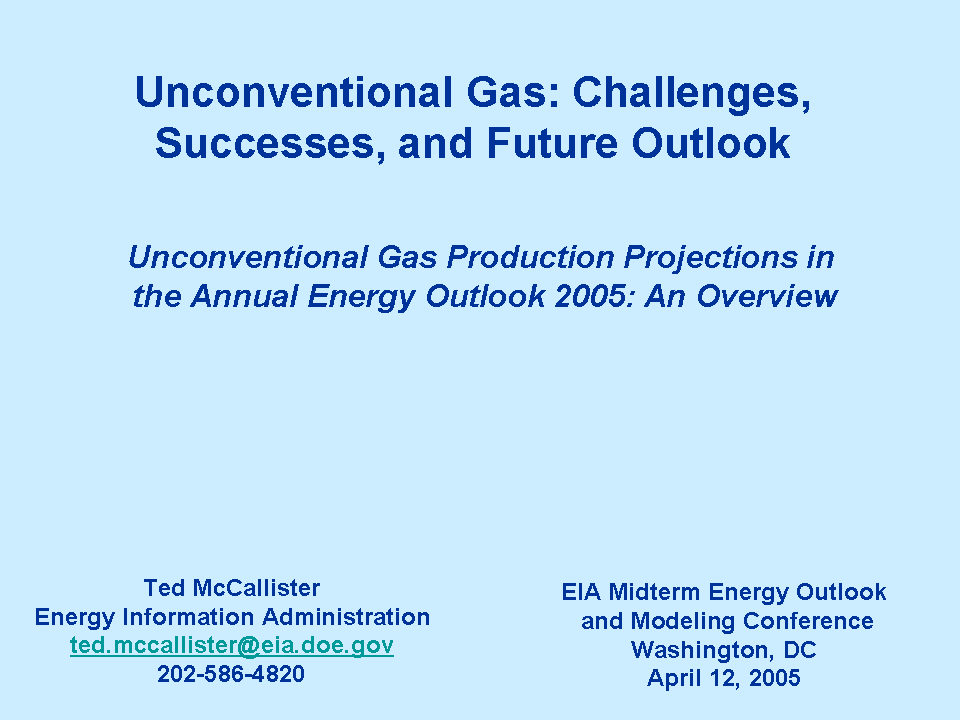 Unconventional Gas: Challenges,
Successes, and Future Outlook
Unconventional Gas Production Projections in
the Annual Energy Outlook 2005: An Overview
Ted McCallister
Energy Information Administration
ted.mccallister@eia.doe.gov
202-586-4820
EIA Midterm Energy Outlook
and Modeling Conference
Washington, DC
April 12, 2005